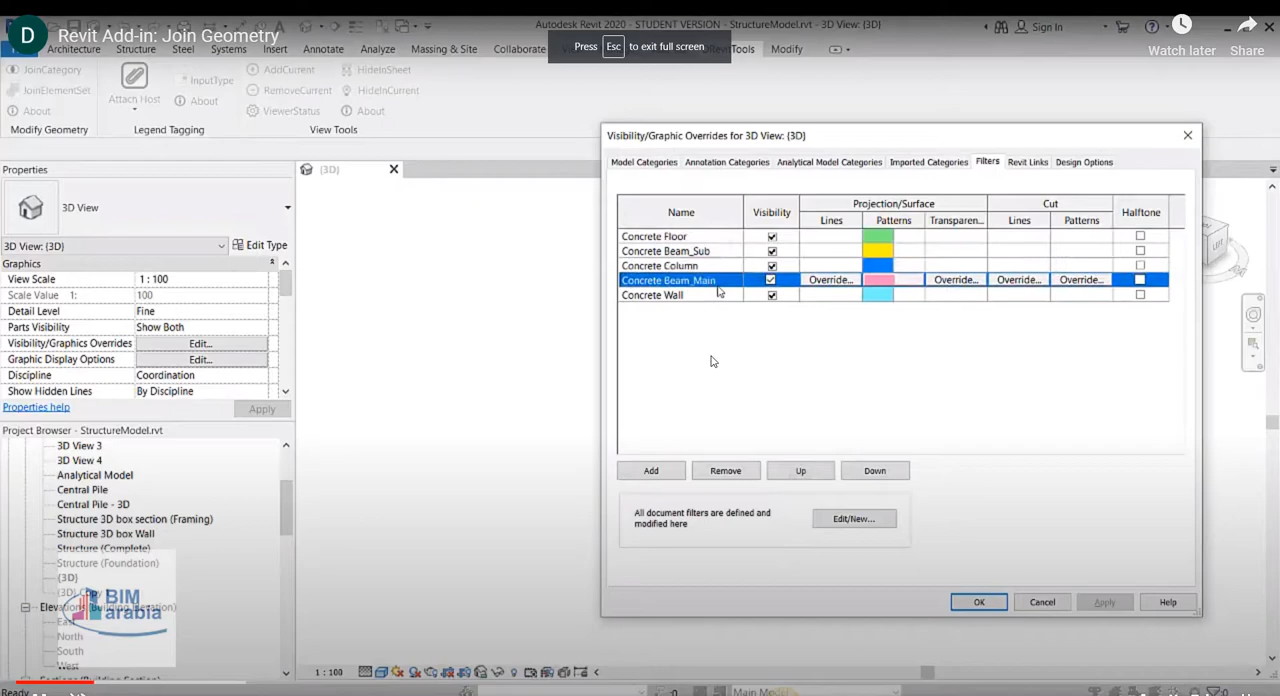 D Revit Add-in: Join Geometry
Autodesk Revit 2020 - STUDENT VERSION - StructureModel.rvt - 3D View: {3D}
Sign In
Watch later
Share
Press Esc to exit full screen
Architecture Structure Steel Systems Insert Annotate Analyze Massing & Site Collaborate
Tools Modify
JoinCategory
JoinElementSet
About
Modify Geometry
Attach Host
InputType
About
Legend Tagging
AddCurrent
RemoveCurrent
ViewerStatus
HideInSheet
HideInCurrent
About
View Tools
Properties
3D View
3D View: {3D}
Edit Type
Graphics
View Scale 1 : 100
Scale Value 1: 100
Detail Level Fine
Parts Visibility Show Both
Visibility/Graphics Overrides Edit...
Graphic Display Options Edit...
Discipline Coordination
Show Hidden Lines By Discipline
Properties help
Apply
Project Browser - StructureModel.rvt
3D View 3
3D View 4
Analytical Model
Central Pile
Central Pile - 3D
Structure 3D box section (Framing)
Structure 3D box Wall
Structure (Complete)
Structure (Foundation)
{3D}
{3D} Copy 1
Elevations (Building Elevation)
East
North
South
West
BIM
arabia
Ready
{3D}
Visibility/Graphic Overrides for 3D View: {3D}
Model Categories Annotation Categories Analytical Model Categories Imported Categories Filters Revit Links Design Options
Name Visibility Projection/Surface Cut Halftone
Lines Patterns Transparen... Lines Patterns
Concrete Floor
Concrete Beam_Sub
Concrete Column
Concrete Beam_Main Override... Override... Override... Override...
Concrete Wall
Add Remove Up Down
All document filters are defined and
modified here
Edit/New...
OK Cancel Apply Help
LEFT
1 : 100
Main Model